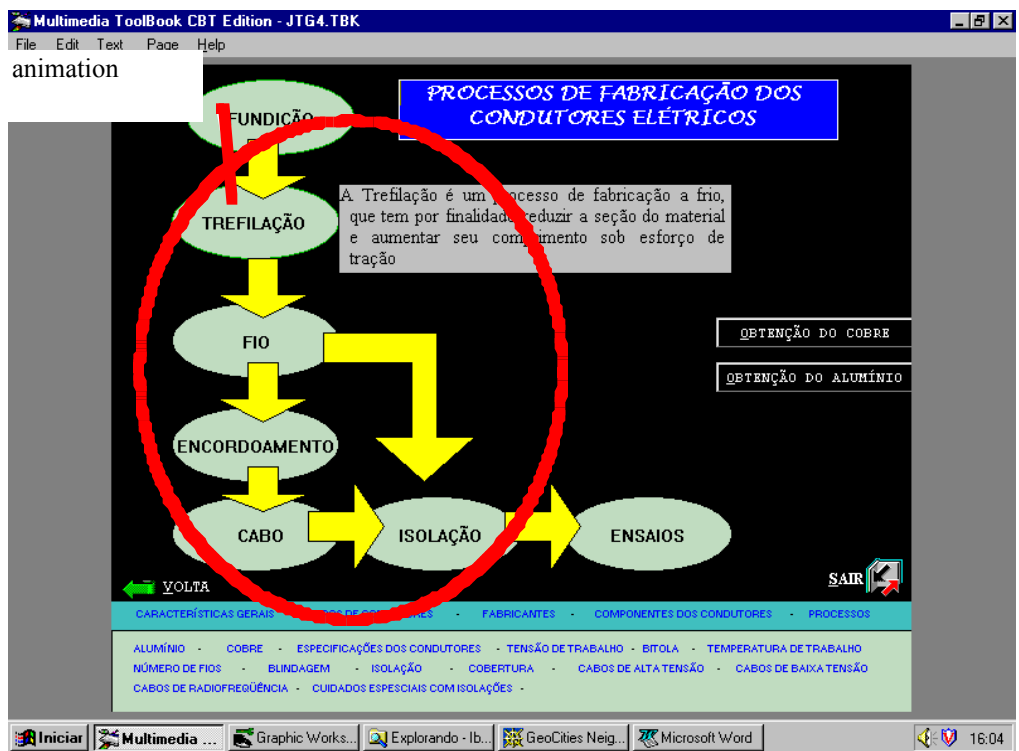 Multimedia ToolBook CBT Edition - JTG4.TBK
File Edit Text Page Help
animation
PROCESSOS DE FABRICAÇÃO DOS
CONDUTORES ELÉTRICOS
FUNDIÇÃO
A Trefilação é um processo de fabricação a frio,
que tem por finalidade reduzir a seção do material
e aumentar seu comprimento sob esforço de
tração
TREFILAÇÃO
FIO
OBTENÇÃO DO COBRE
OBTENÇÃO DO ALUMÍNIO
ENCORDOAMENTO
CABO
ISOLAÇÃO
ENSAIOS
VOLTA
SAIR
CARACTERÍSTICAS GERAIS - DE - FABRICANTES - COMPONENTES DOS CONDUTORES - PROCESSOS
ALUMÍNIO - COBRE - ESPECIFICAÇÕES DOS CONDUTORES - TENSÃO DE TRABALHO - BITOLA - TEMPERATURA DE TRABALHO
NÚMERO DE FIOS - BLINDAGEM - ISOLAÇÃO - COBERTURA - CABOS DE ALTA TENSÃO - CABOS DE BAIXA TENSÃO
CABOS DE RADIOFREQÜÊNCIA - CUIDADOS ESPESCIAIS COM ISOLAÇÕES -
Iniciar
Multimedia ...
Graphic Works...
Explorando - Ib...
GeoCities Neig...
Microsoft Word
16:04